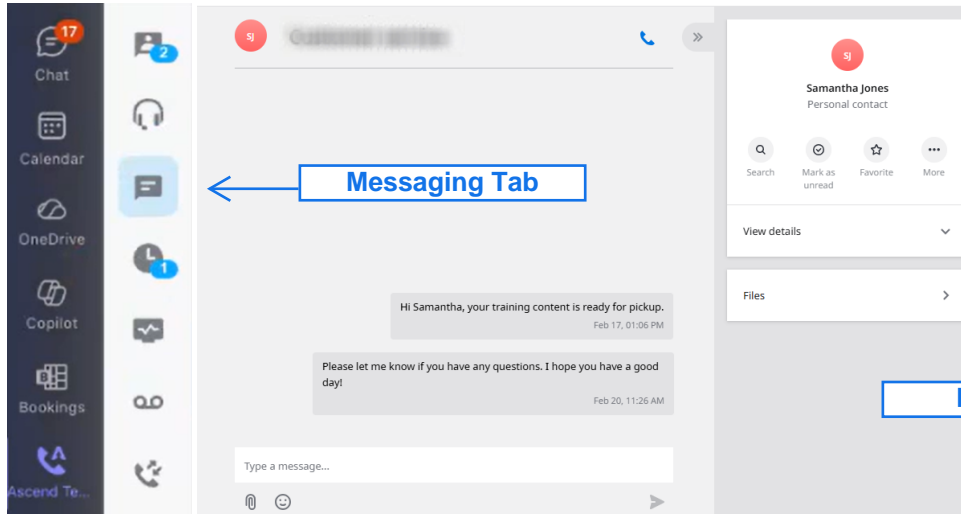 17
Chat
Calendar
OneDrive
Copilot
Bookings
Ascend Te...
2
1
SJ
Messaging Tab
Hi Samantha, your training content is ready for pickup.
Feb 17, 01:06 PM
Please let me know if you have any questions. I hope you have a good
day!
Feb 20, 11:26 AM
Type a message...
SJ
Samantha Jones
Personal contact
Search
Mark as
unread
Favorite
More
View details
Files